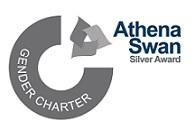 GENDER CHARTER
Athena
Swan
Silver Award